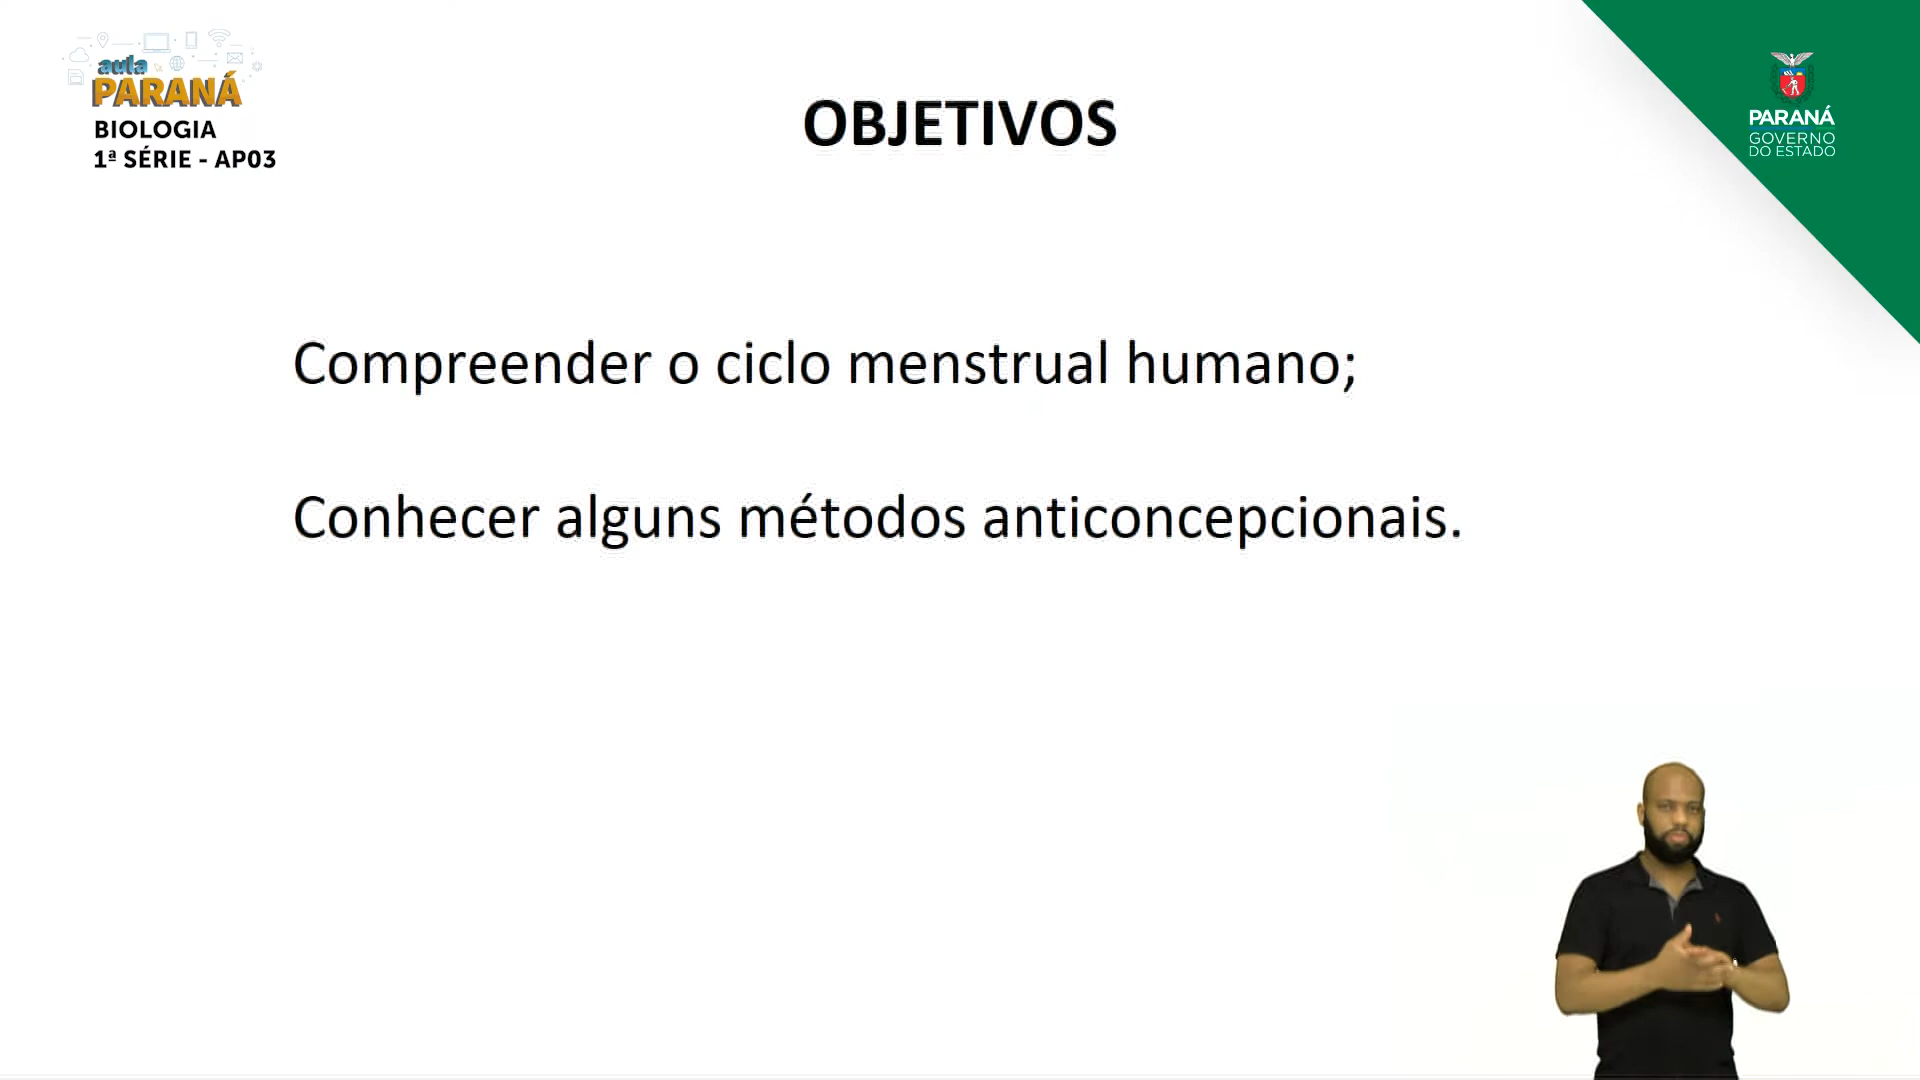 aula
PARANÁ
BIOLOGIA
1ª SÉRIE - AP03
OBJETIVOS
PARANÁ
GOVERNO
DO ESTADO
Compreender o ciclo menstrual humano;
Conhecer alguns métodos anticoncepcionais.